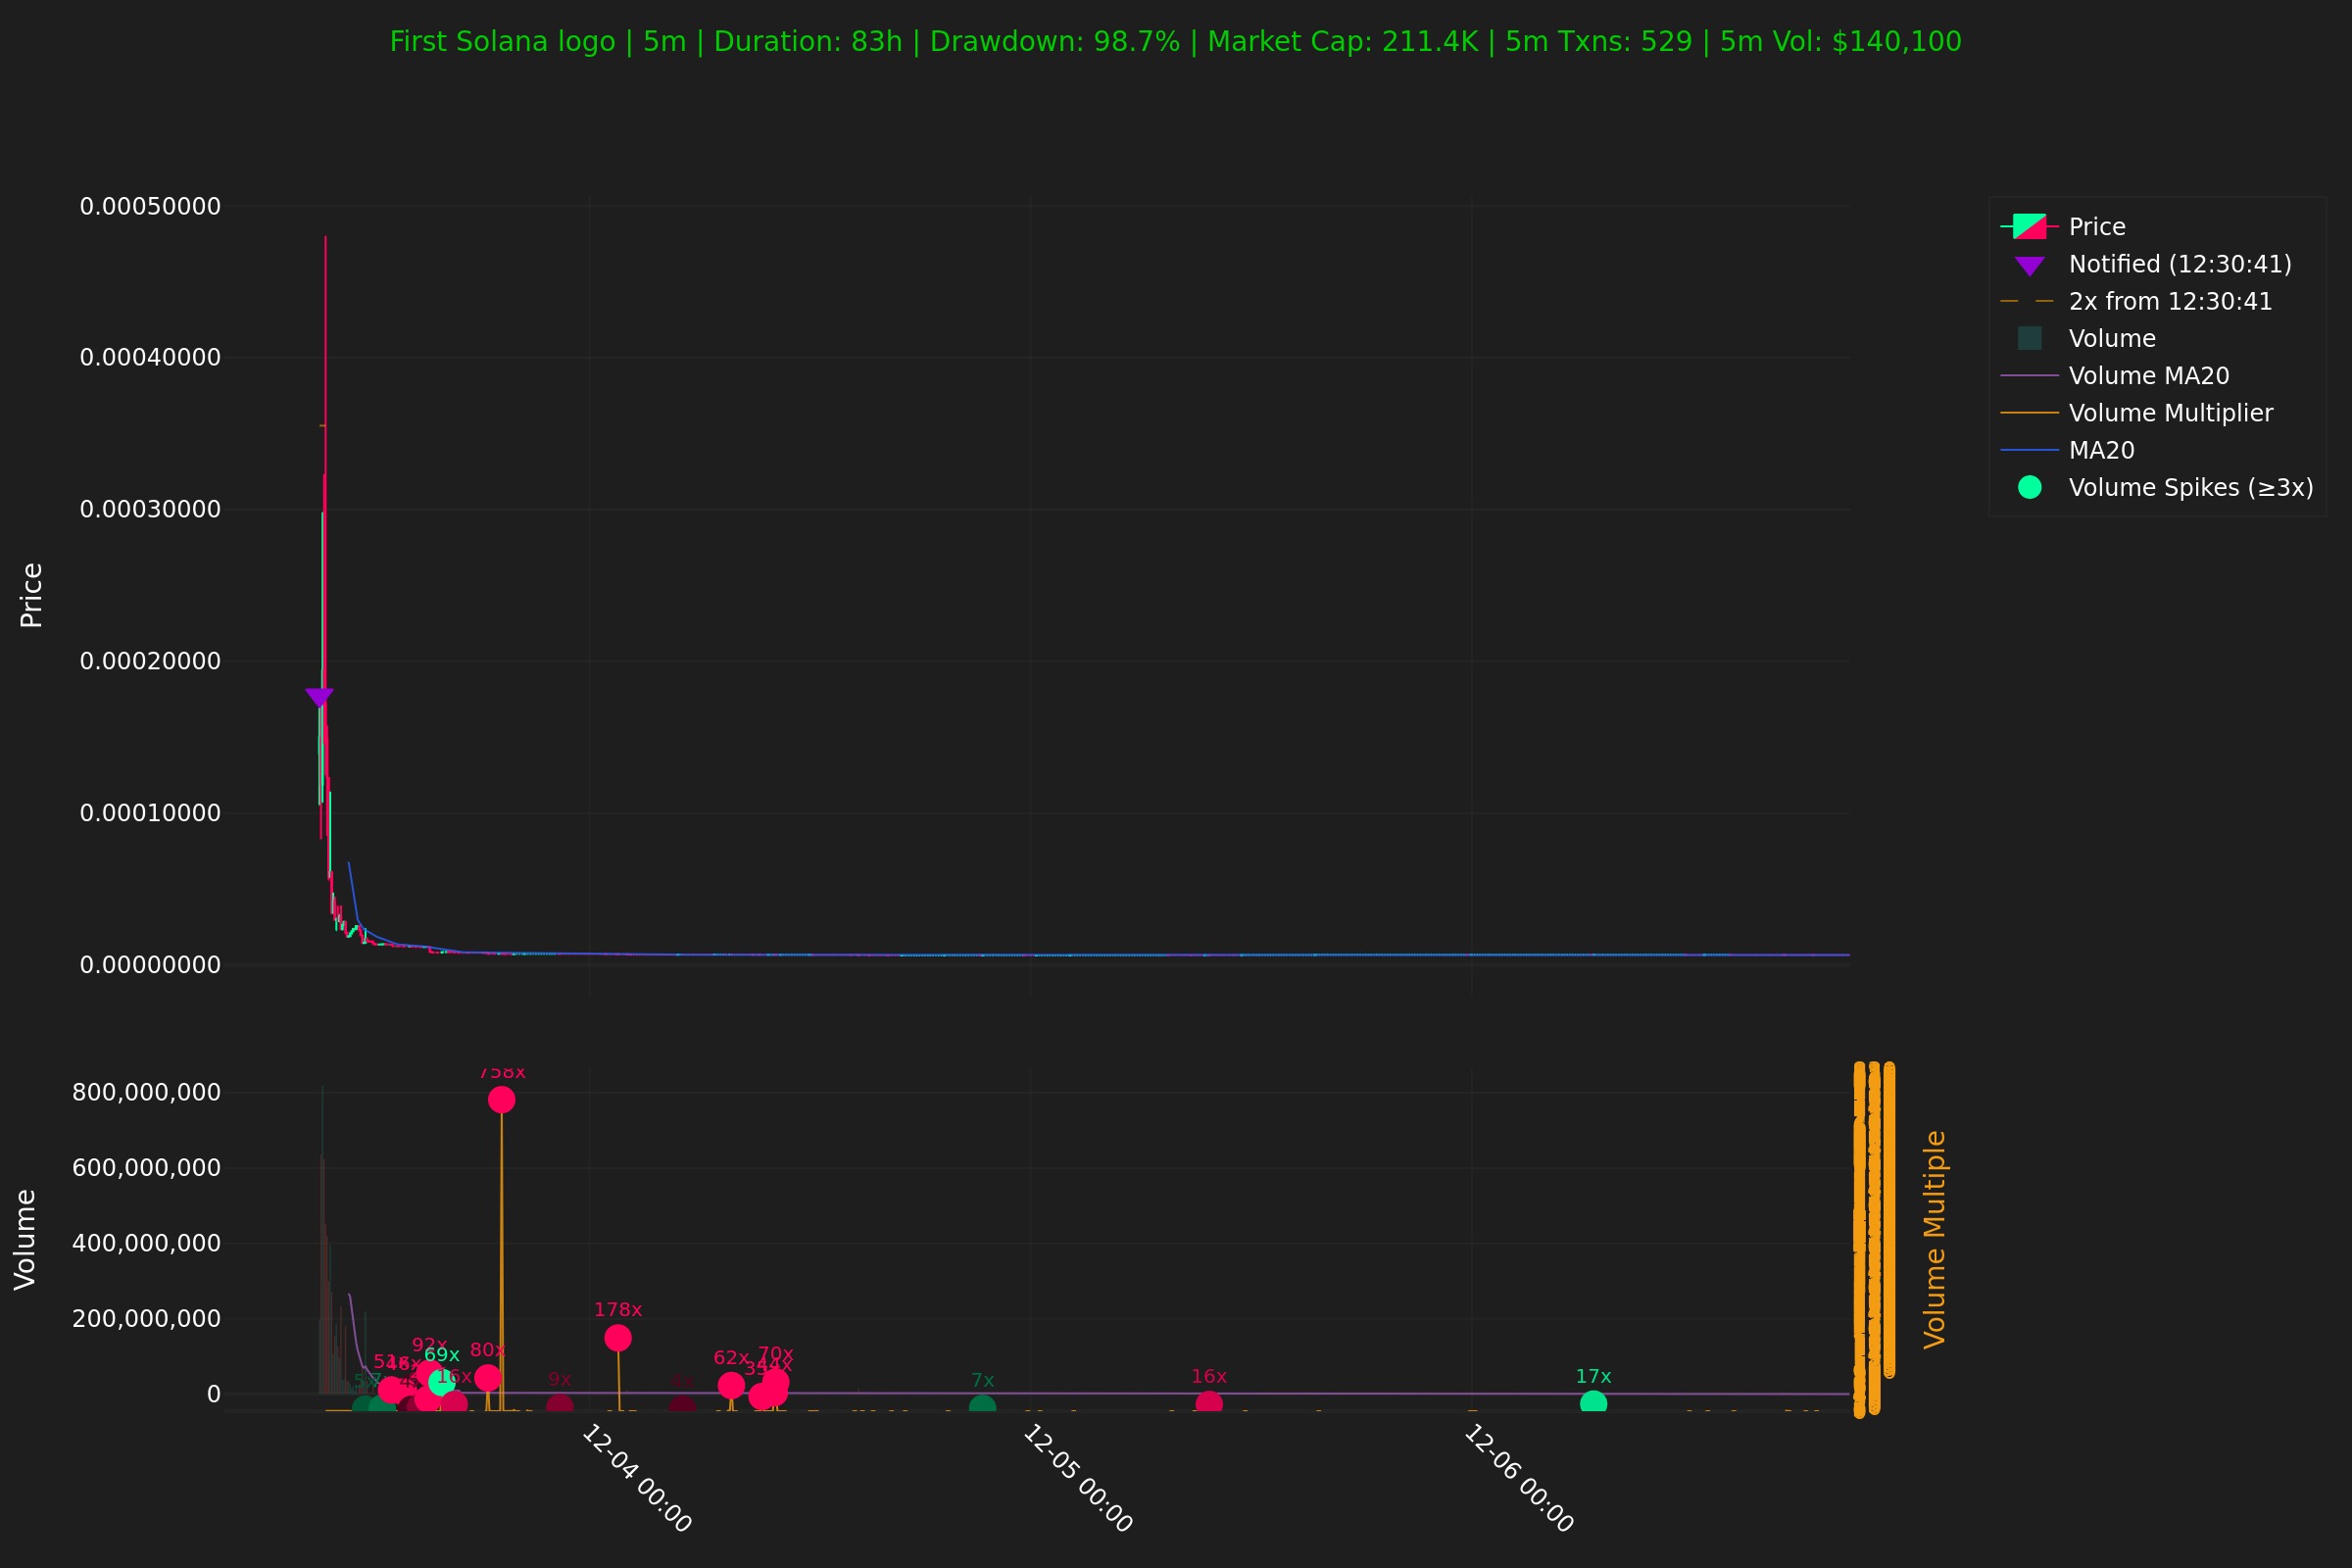 First Solana logo | 5m | Duration: 83h | Drawdown: 98.7% | Market Cap: 211.4K | 5m Txns: 529 | 5m Vol: $140,100
Price
0.00050000
0.00040000
0.00030000
0.00020000
0.00010000
0.00000000
Price
Notified (12:30:41)
2x from 12:30:41
Volume
Volume MA20
Volume Multiplier
MA20
Volume Spikes (≥3x)
Volume
800,000,000
600,000,000
400,000,000
200,000,000
0
758x
178x
92x
69x
80x
16x
9x
62x
70x
7x
16x
17x
Volume Multiple
12-04 00:00
12-05 00:00
12-06 00:00